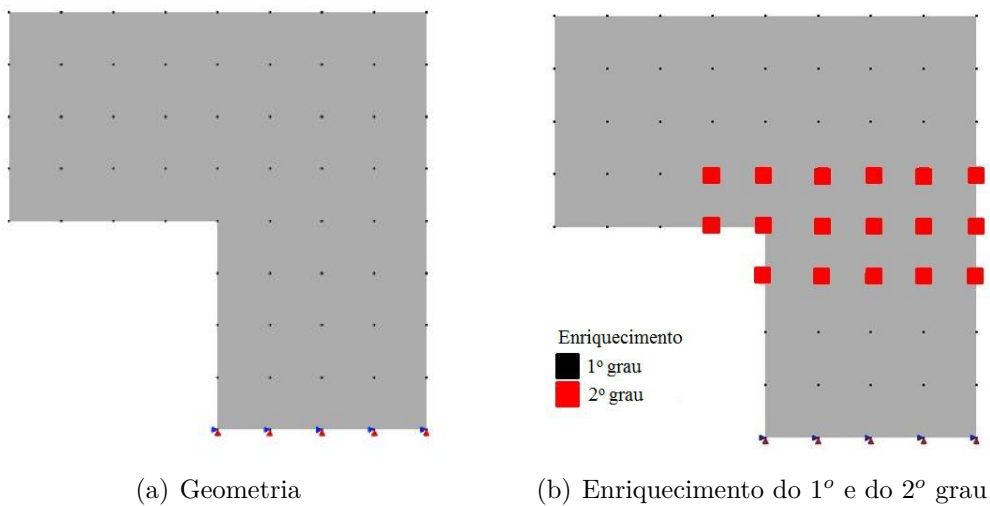 Enriquecimento
1º grau
2º grau
(a) Geometria
(b) Enriquecimento do 1º e do 2º grau